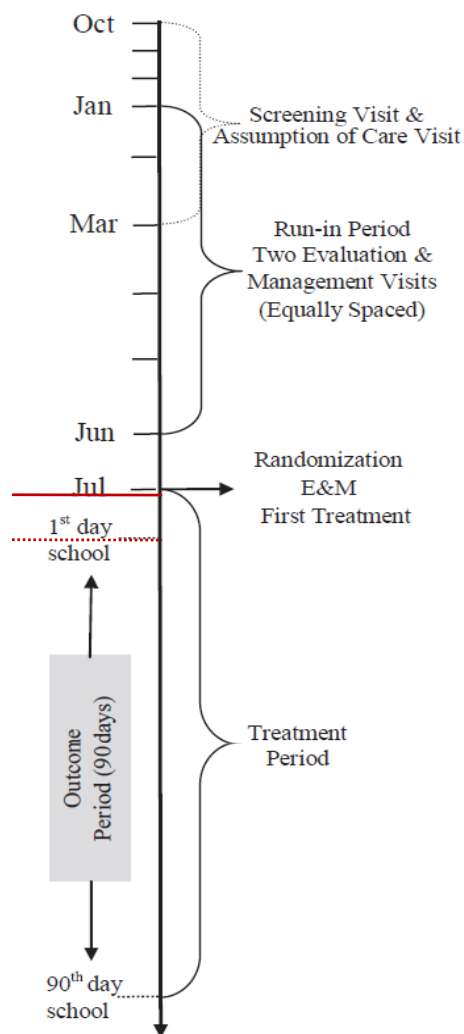 Oct
Jan
Screening Visit &
Assumption of Care Visit
Mar
Run-in Period
Two Evaluation &
Management Visits
(Equally Spaced)
Jun
Jul
Randomization
E&M
First Treatment
1st day
school
Outcome
Period (90days)
Treatment
Period
90th day
school